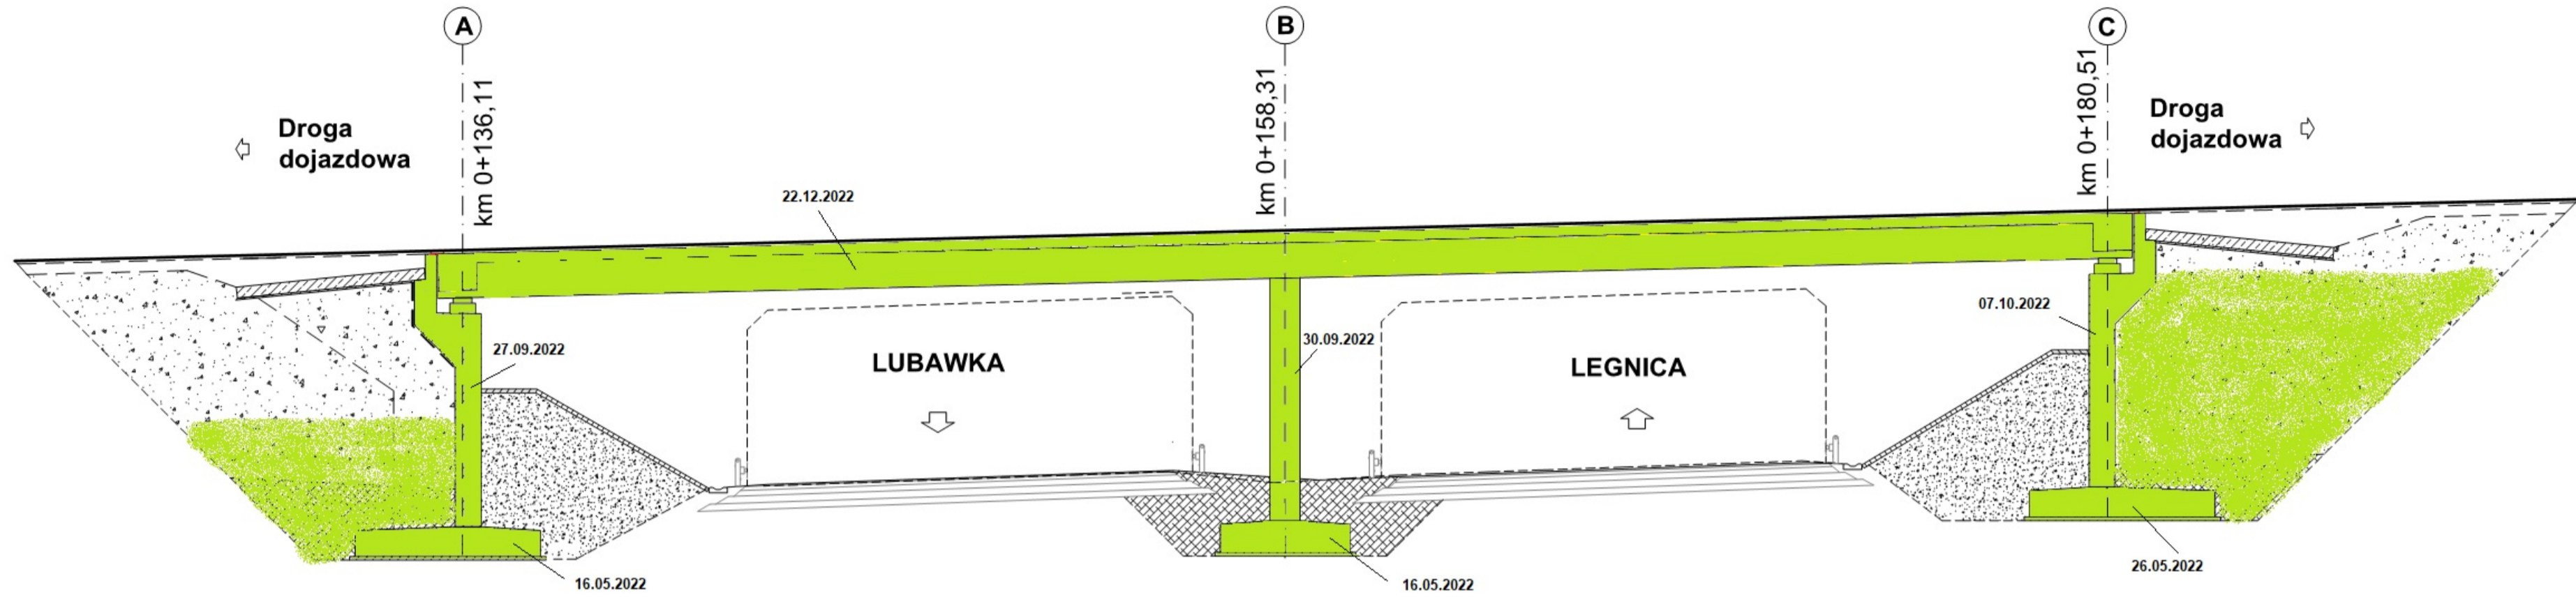 A
B
C
km 0+136,11
km 0+158,31
km 0+180,51
Droga
dojazdowa
Droga
dojazdowa
22.12.2022
27.09.2022
30.09.2022
07.10.2022
LUBAWKA
LEGNICA
16.05.2022
16.05.2022
26.05.2022